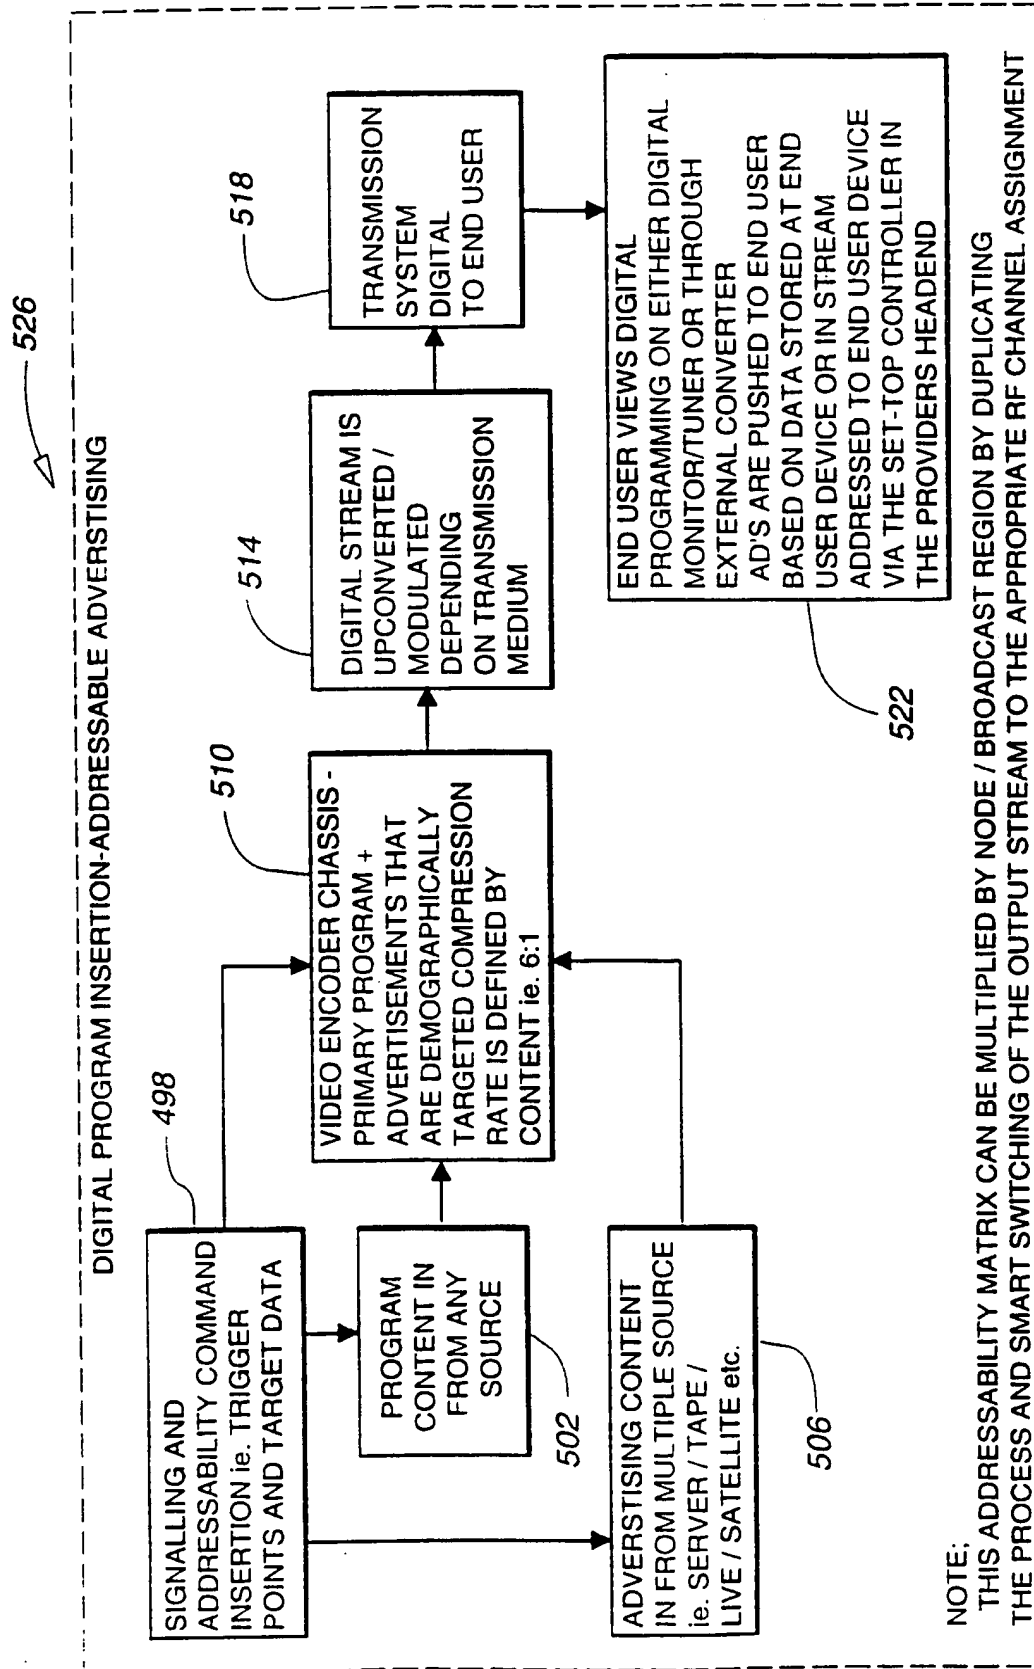 526
DIGITAL PROGRAM INSERTION-ADDRESSABLE ADVERSTISING
498
SIGNALLING AND
ADDRESSABILITY COMMAND
INSERTION ie. TRIGGER
POINTS AND TARGET DATA
PROGRAM
CONTENT IN
FROM ANY
SOURCE
502
ADVERSTISING CONTENT
IN FROM MULTIPLE SOURCE
ie. SERVER / TAPE /
LIVE / SATELLITE etc.
506
510
VIDEO ENCODER CHASSIS -
PRIMARY PROGRAM +
ADVERTISEMENTS THAT
ARE DEMOGRAPHICALLY
TARGETED COMPRESSION
RATE IS DEFINED BY
CONTENT ie. 6:1
514
DIGITAL STREAM IS
UPCONVERTED /
MODULATED
DEPENDING
ON TRANSMISSION
MEDIUM
518
TRANSMISSION
SYSTEM
DIGITAL
TO END USER
END USER VIEWS DIGITAL
PROGRAMMING ON EITHER DIGITAL
MONITOR/TUNER OR THROUGH
EXTERNAL CONVERTER
AD'S ARE PUSHED TO END USER
BASED ON DATA STORED AT END
USER DEVICE OR IN STREAM
ADDRESSED TO END USER DEVICE
VIA THE SET-TOP CONTROLLER IN
THE PROVIDERS HEADEND
522
NOTE;
THIS ADDRESSABILITY MATRIX CAN BE MULTIPLIED BY NODE / BROADCAST REGION BY DUPLICATING
THE PROCESS AND SMART SWITCHING OF THE OUTPUT STREAM TO THE APPROPRIATE RF CHANNEL ASSIGNMENT